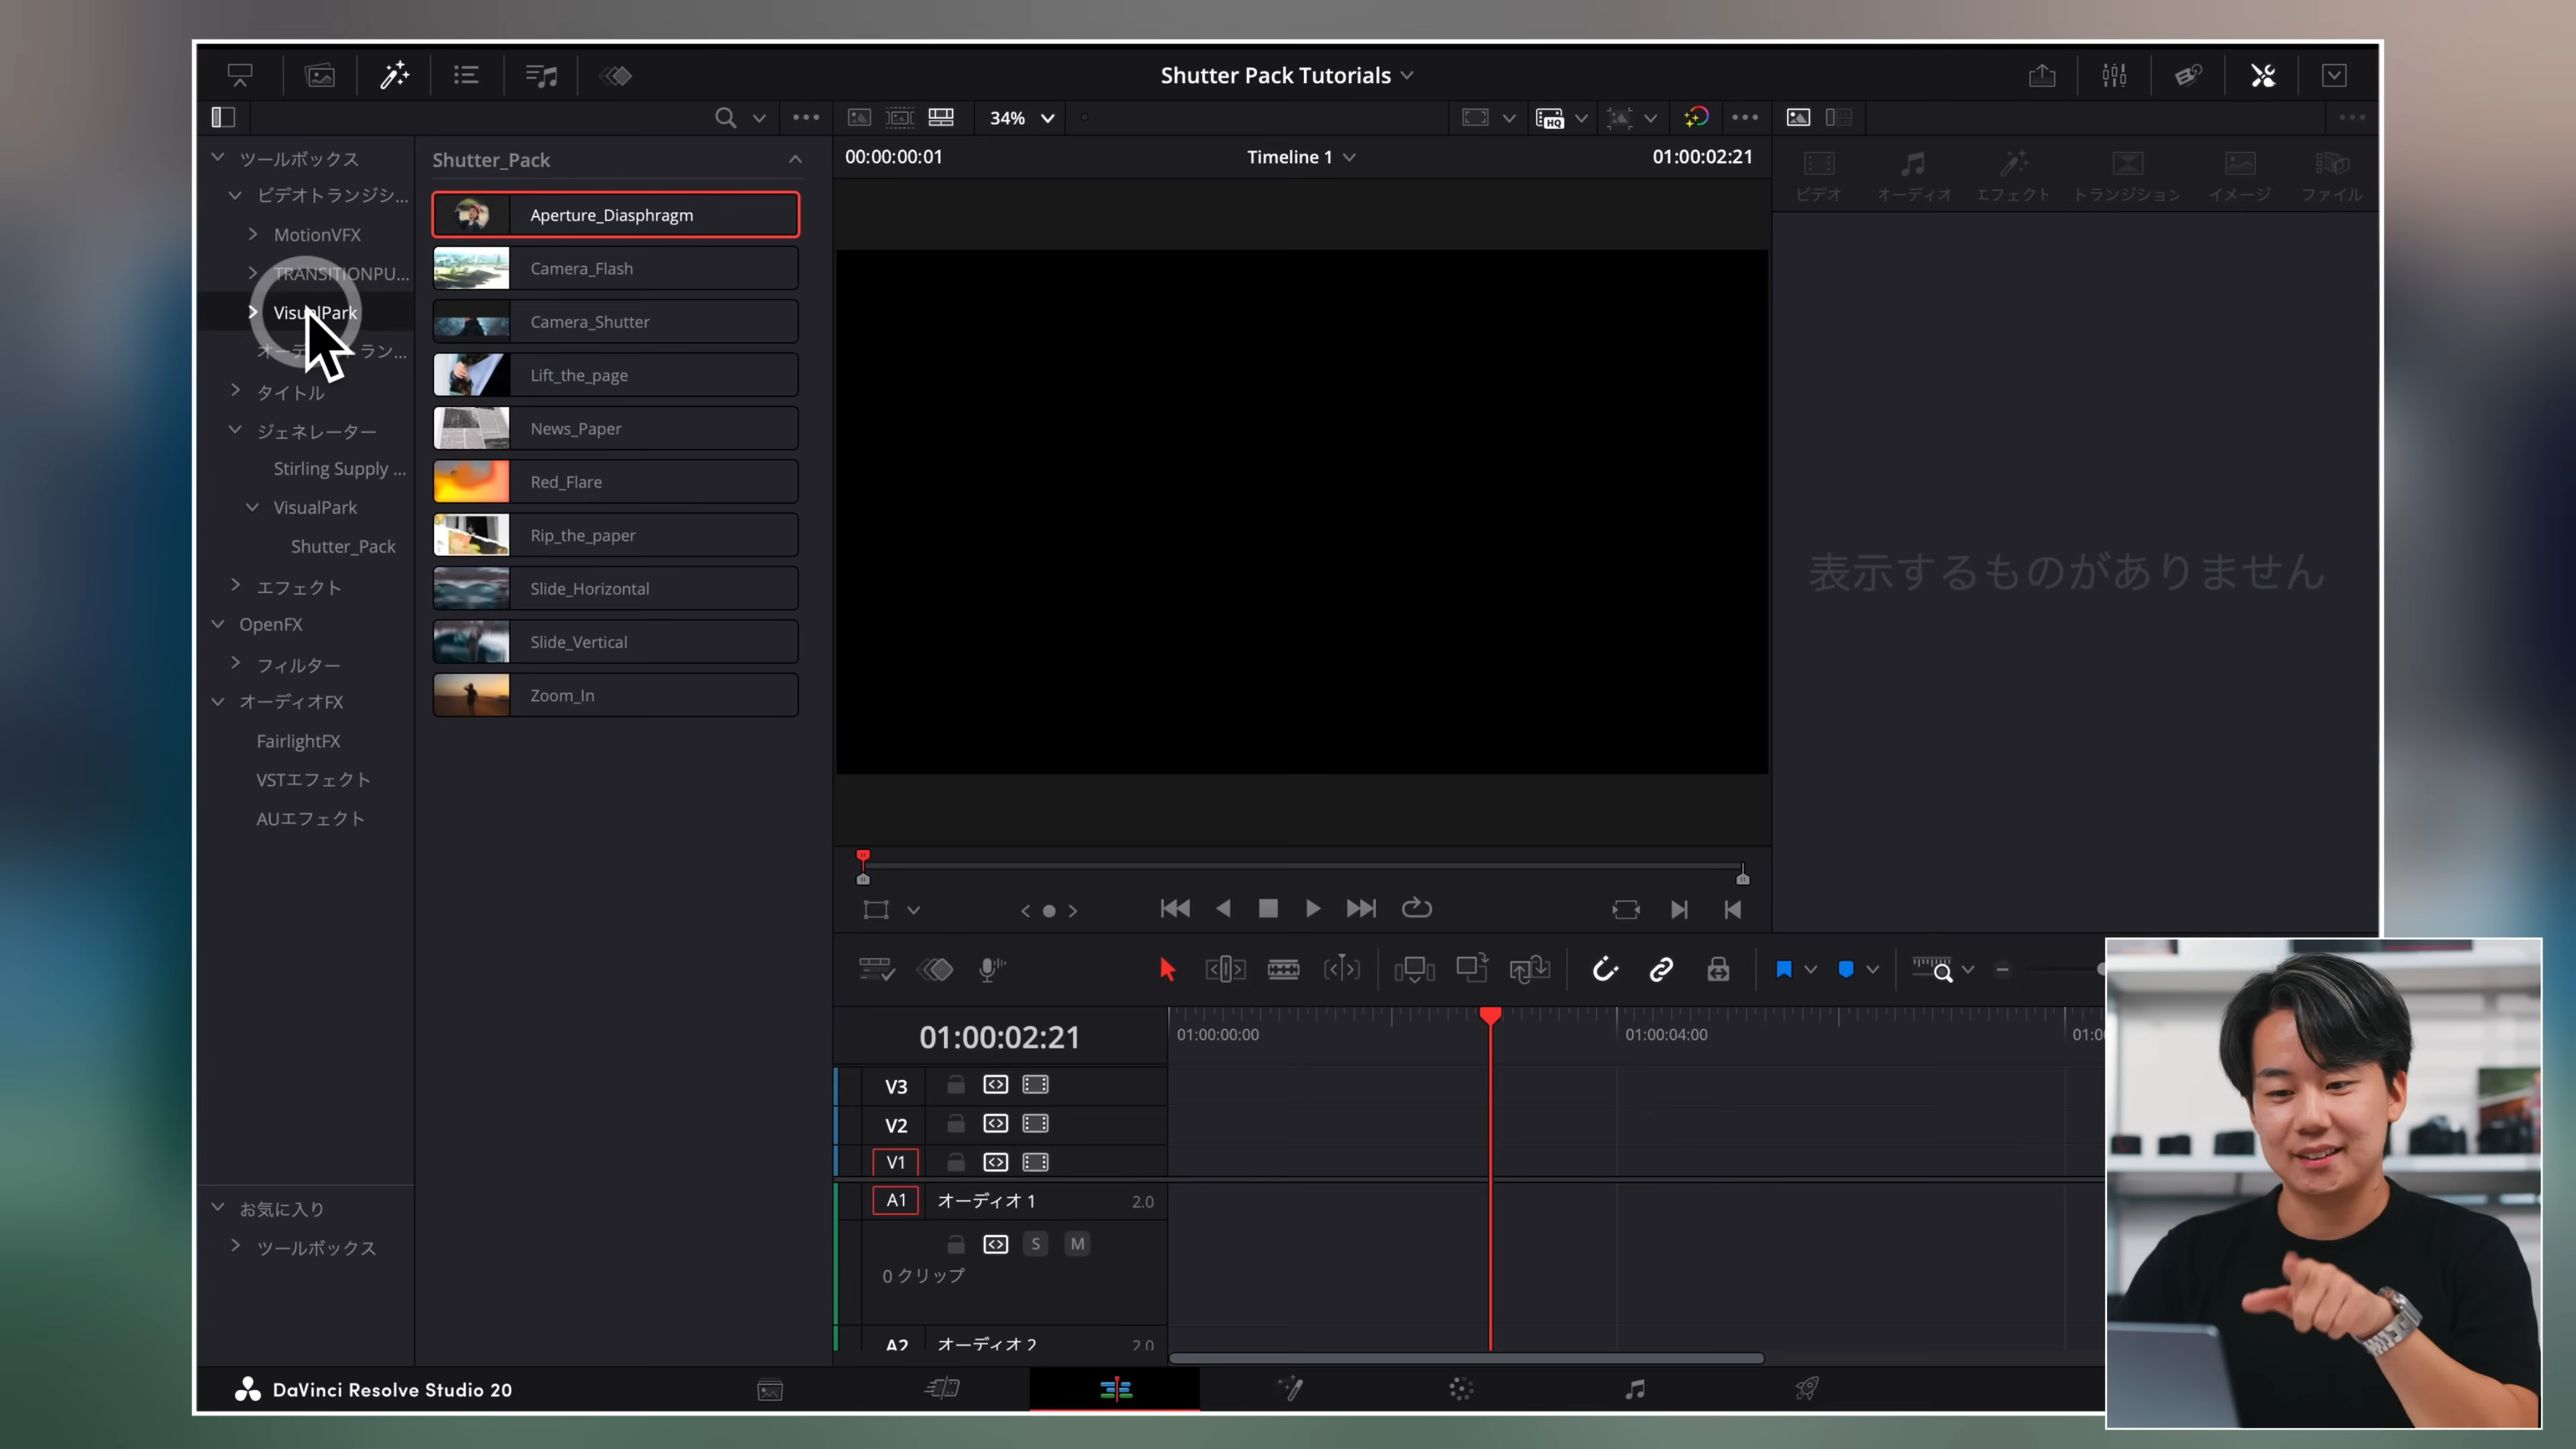 Shutter Pack Tutorials
34%
HQ
ツールボックス
ビデオトランジシ...
MotionVFX
TRANSITIONPU...
VisualPark
タイトル
ジェネレーター
Stirling Supply ...
VisualPark
Shutter_Pack
エフェクト
OpenFX
フィルター
オーディオFX
FairlightFX
VSTエフェクト
AUエフェクト
お気に入り
ツールボックス
Shutter_Pack
Aperture_Diasphragm
Camera_Flash
Camera_Shutter
Lift_the_page
News_Paper
Red_Flare
Rip_the_paper
Slide_Horizontal
Slide_Vertical
Zoom_In
00:00:00:01
Timeline 1
01:00:02:21
ビデオ
オーディオ
エフェクト
トランジション
イメージ
ファイル
表示するものがありません
01:00:02:21
01:00:00:00
01:00:04:00
V3
V2
V1
A1 オーディオ 1 2.0
S M
0 クリップ
A2 オーディオ 2 2.0
DaVinci Resolve Studio 20